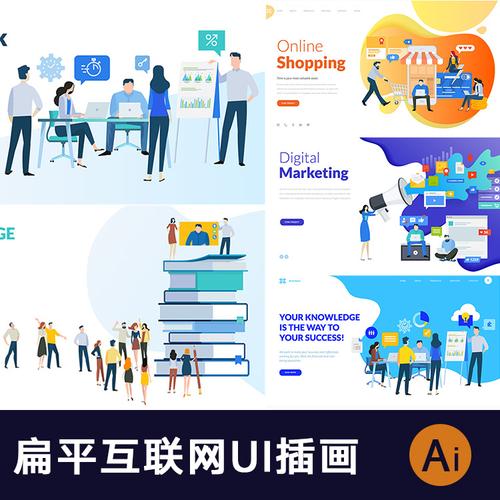 K
Online
Shopping
Digital
Marketing
GE
YOUR KNOWLEDGE
IS THE WAY TO
YOUR SUCCESS!
扁平互联网UI插画
Ai